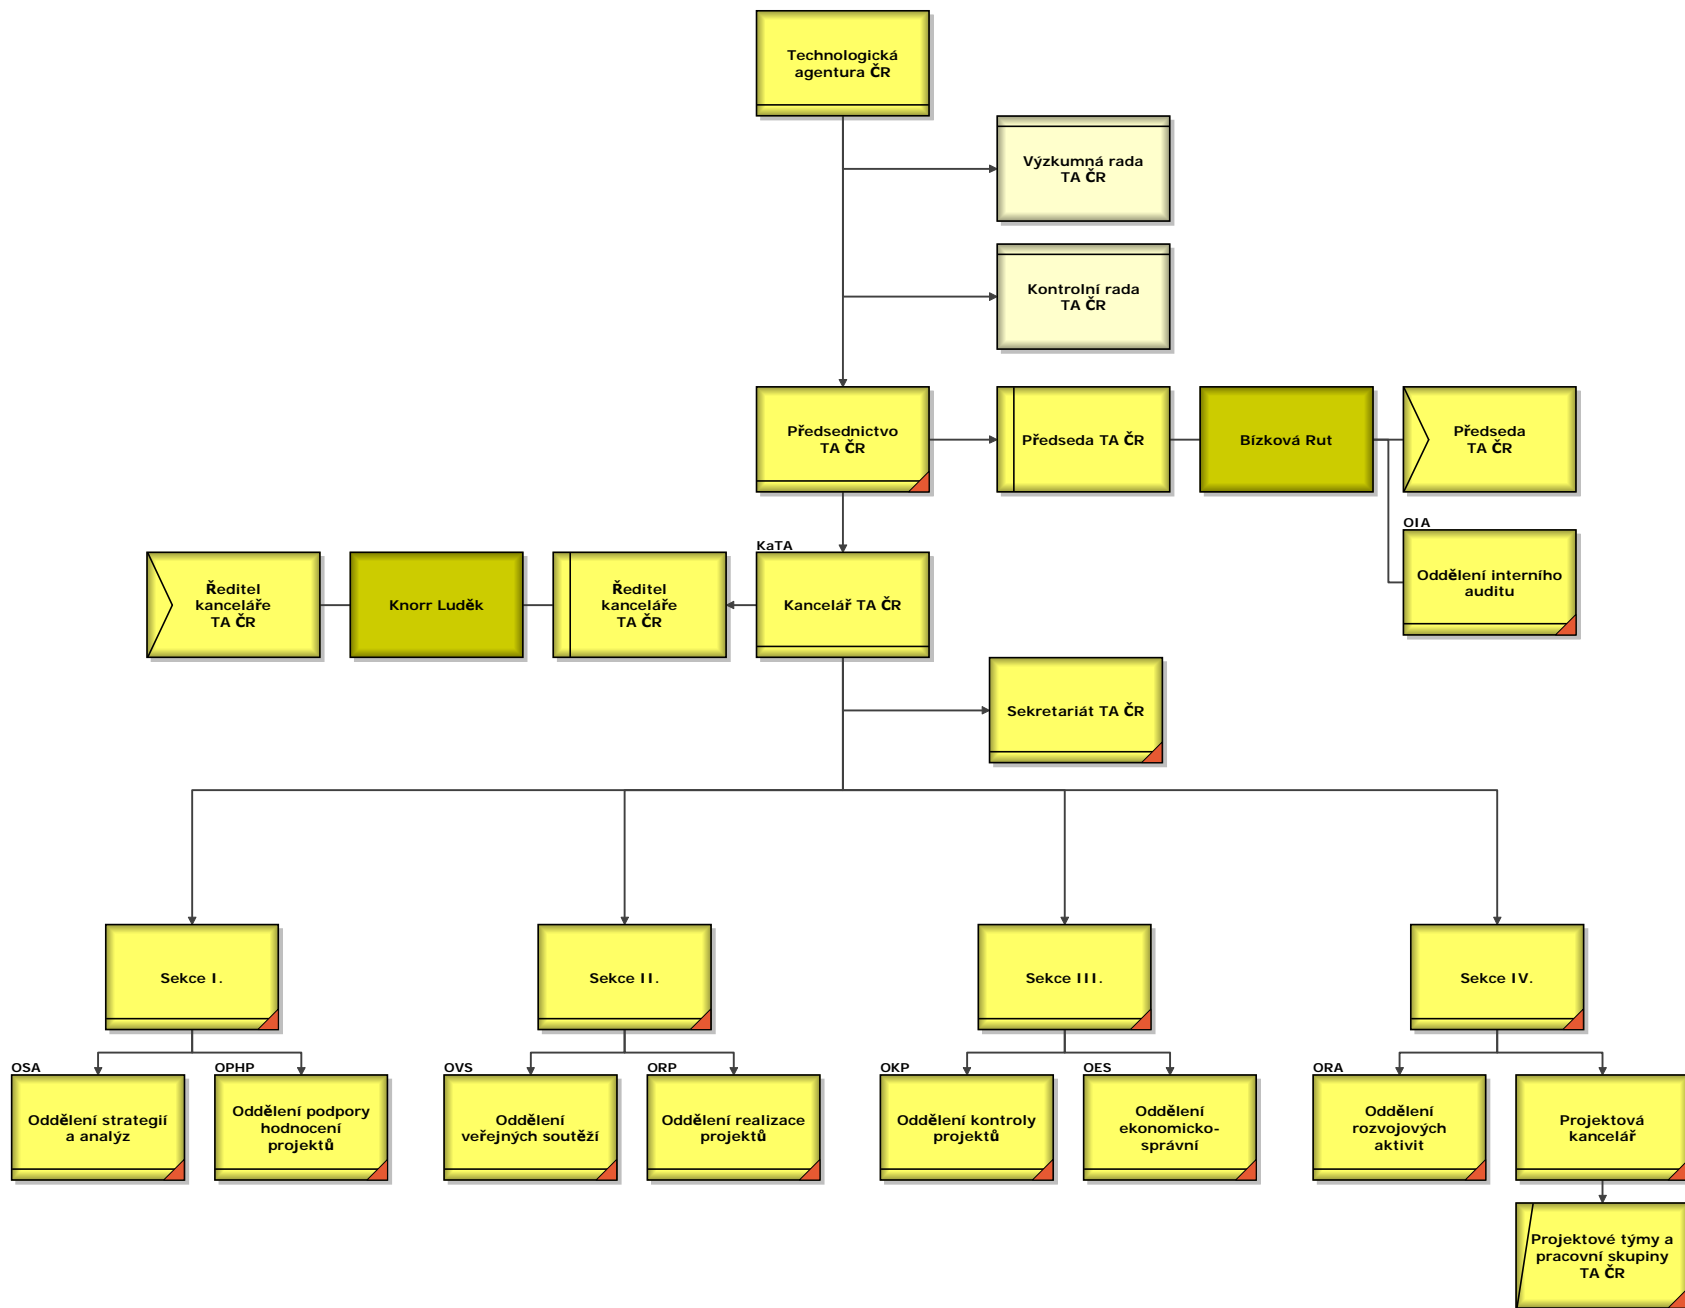 Technologická
agentura ČR
Výzkumná rada
TA ČR
Kontrolní rada
TA ČR
Předsednictvo
TA ČR
Předseda TA ČR
Bízková Rut
Předseda
TA ČR
OIA
Oddělení interního
auditu
KaTA
Ředitel
kanceláře
TA ČR
Knorr Luděk
Ředitel
kanceláře
TA ČR
Kancelář TA ČR
Sekretariát TA ČR
Sekce I.
Sekce II.
Sekce III.
Sekce IV.
OSA
Oddělení strategií
a analýz
OPHP
Oddělení podpory
hodnocení
projektů
OVS
Oddělení
veřejných soutěží
ORP
Oddělení realizace
projektů
OKP
Oddělení kontroly
projektů
OES
Oddělení
ekonomicko-
správní
ORA
Oddělení
rozvojových
aktivit
Projektová
kancelář
Projektové týmy a
pracovní skupiny
TA ČR